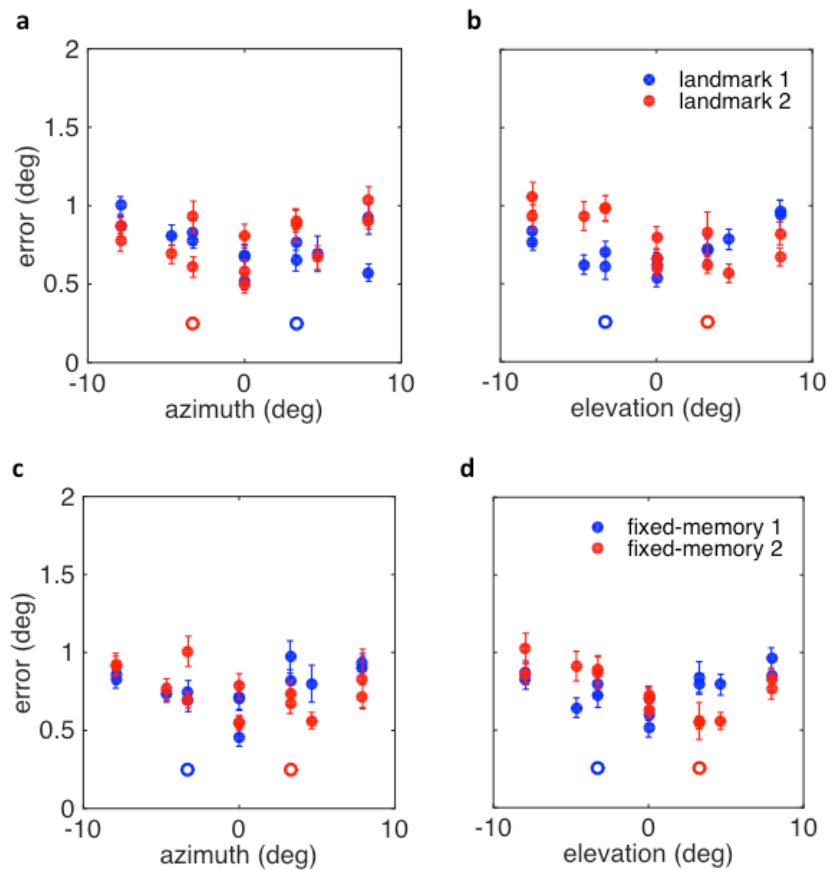 a
b
2
1.5
1
0.5
0
error (deg)
-10
0
10
azimuth (deg)
landmark 1
landmark 2
-10
0
10
elevation (deg)
c
d
2
1.5
1
0.5
0
error (deg)
-10
0
10
azimuth (deg)
fixed-memory 1
fixed-memory 2
-10
0
10
elevation (deg)